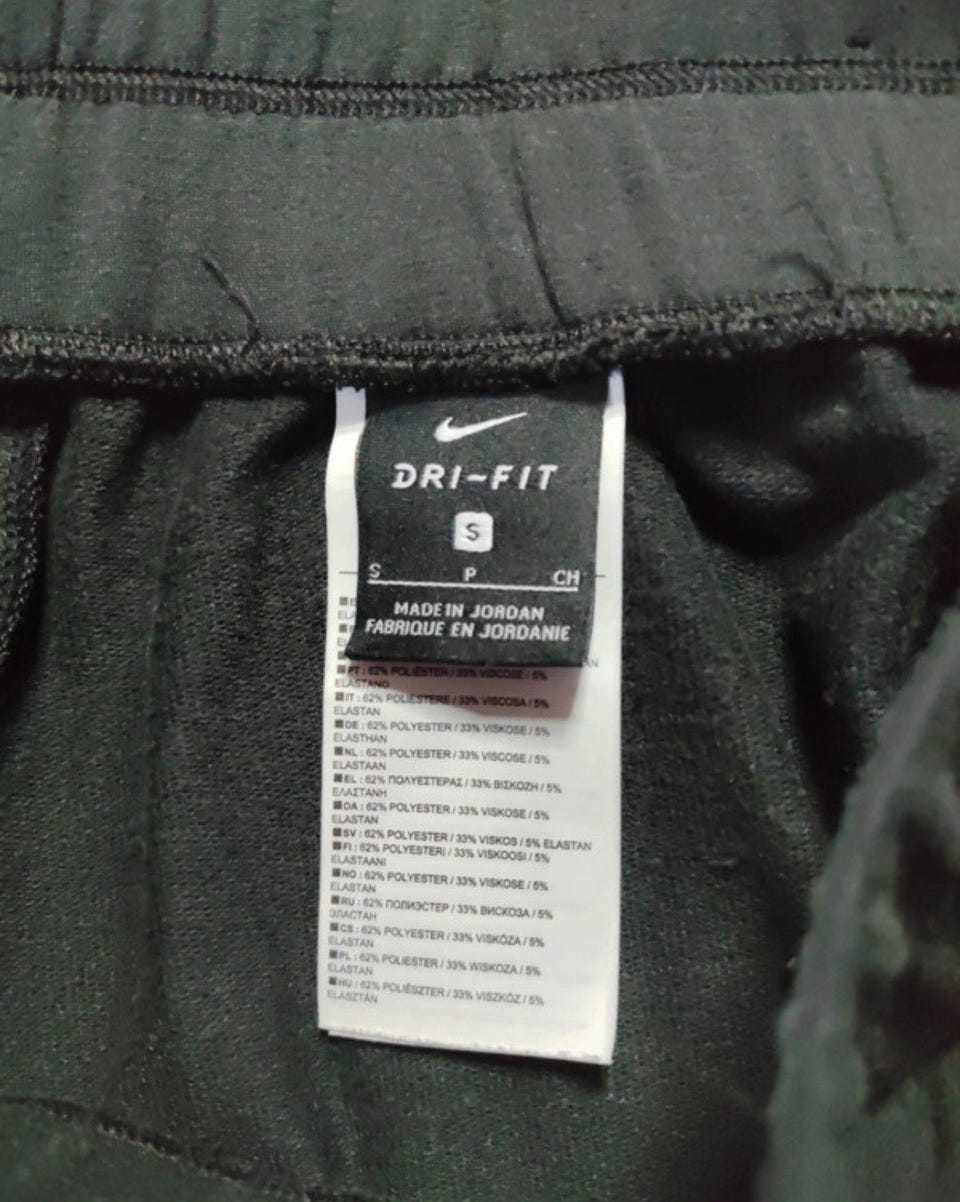 DRI-FIT
S
S P CH
MADE IN JORDAN
FABRIQUE EN JORDANIE
PT : 62% POLIÉSTER / 33% VISCOSE / 5%
ELASTANO
IT : 62% POLIESTERE / 33% VISCOSA / 5%
ELASTAN
DE : 62% POLYESTER / 33% VISKOSE / 5%
ELASTHAN
NL : 62% POLYESTER / 33% VISCOSE / 5%
ELASTAAN
EL : 62% ΠΟΛΥΕΣΤΕΡΑΣ / 33% ΒΙΣΚΟΖΗ / 5%
ΕΛΑΣΤΑΝΗ
DA : 62% POLYESTER / 33% VISKOSE / 5%
ELASTAN
SV : 62% POLYESTER / 33% VISKOS / 5% ELASTAN
FI : 62% POLYESTERI / 33% VISKOOSI / 5%
ELASTAANI
NO : 62% POLYESTER / 33% VISKOSE / 5%
ELASTAN
RU : 62% ПОЛИЭСТЕР / 33% ВИСКОЗА / 5%
ЭЛАСТАН
CS : 62% POLYESTER / 33% VISKÓZA / 5%
ELASTAN
PL : 62% POLYESTER / 33% WISKOZA / 5%
ELASTAN
HU : 62% POLIÉSZTER / 33% VISZKÓZ / 5%
ELASZTÁN